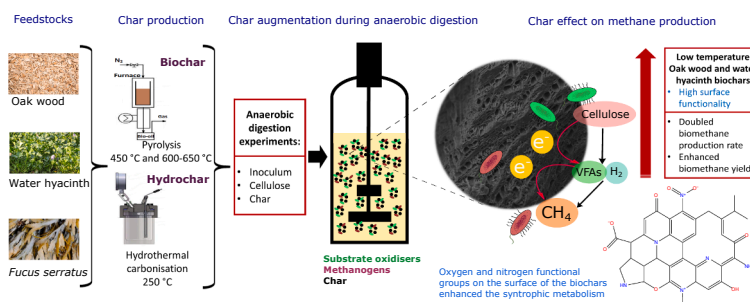 Feedstocks
Char production
Char augmentation during anaerobic digestion
Char effect on methane production
Oak wood
Water hyacinth
Fucus serratus
Biochar
N₂
Furnace
Gas
Bio-oil
Pyrolysis
450 °C and 600-650 °C
Hydrochar
Hydrothermal
carbonisation
250 °C
Anaerobic
digestion
experiments:
• Inoculum
• Cellulose
• Char
Substrate oxidisers
Methanogens
Char
Cellulose
e⁻
e⁻
VFAs
H₂
CH₄
Oxygen and nitrogen functional
groups on the surface of the biochars
enhanced the syntrophic metabolism
Low temperature
Oak wood and wate
hyacinth biochars
• High surface
functionality
• Doubled
biomethane
production rate
• Enhanced
biomethane yield
O
O⁻
N⁺
O
O⁻
O
O
N
N
N
HN
O
OH